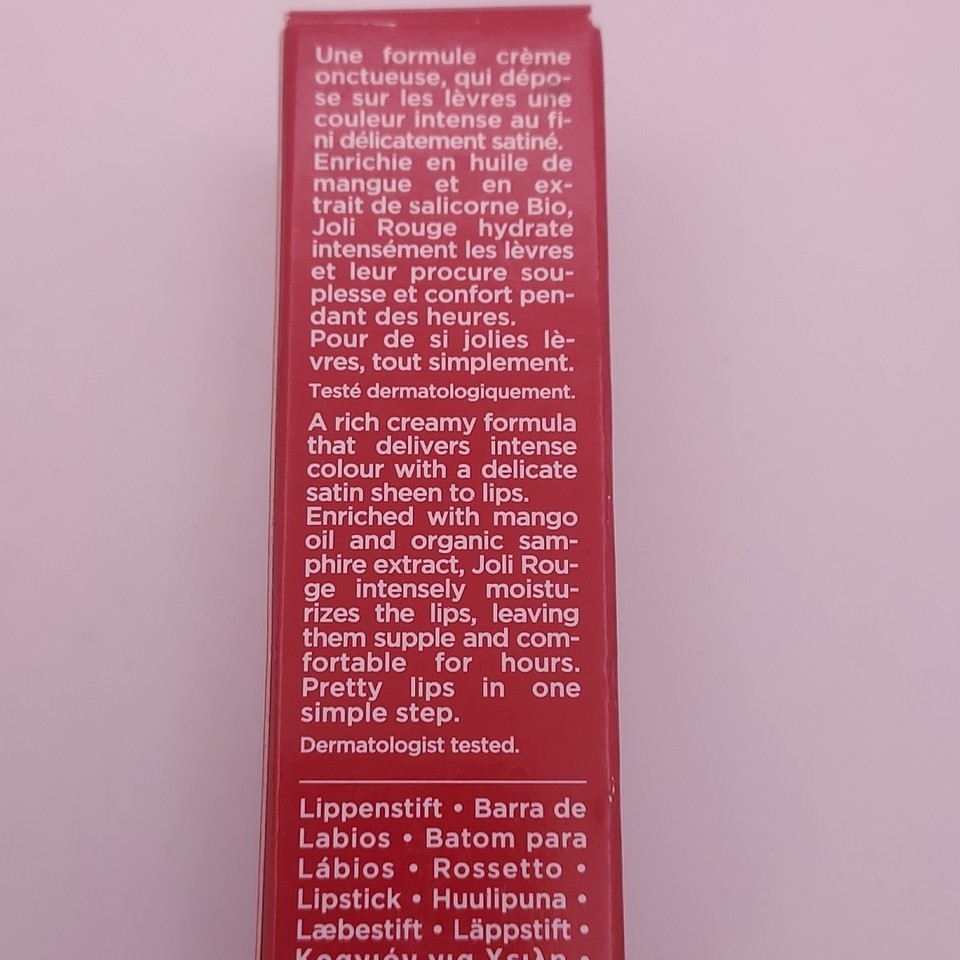 Une formule crème
onctueuse, qui dépo-
se sur les lèvres une
couleur intense au fi-
ni délicatement satiné.
Enrichie en huile de
mangue et en ex-
trait de salicorne Bio,
Joli Rouge hydrate
intensément les lèvres
et leur procure sou-
plesse et confort pen-
dant des heures.
Pour de si jolies lè-
vres, tout simplement.
Testé dermatologiquement.
A rich creamy formula
that delivers intense
colour with a delicate
satin sheen to lips.
Enriched with mango
oil and organic sam-
phire extract, Joli Rou-
ge intensely moistu-
rizes the lips, leaving
them supple and com-
fortable for hours.
Pretty lips in one
simple step.
Dermatologist tested.
Lippenstift • Barra de
Labios • Batom para
Lábios • Rossetto •
Lipstick • Huulipuna •
Læbestift • Läppstift •
Κραγιόν για Χείλη •